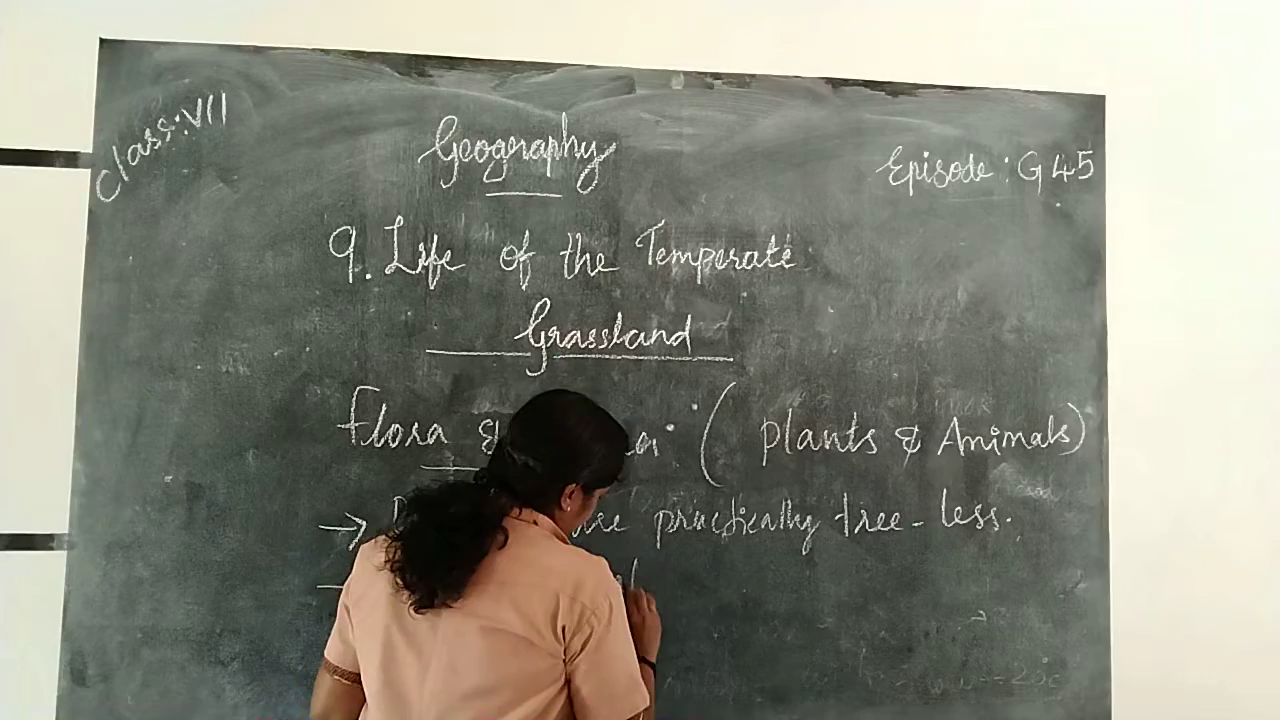 Class: VII
Geography
Episode: G 45
9. Life of the Temperate
Grassland
Flora & : ( Plants & Animals)
→ practically tree-less.